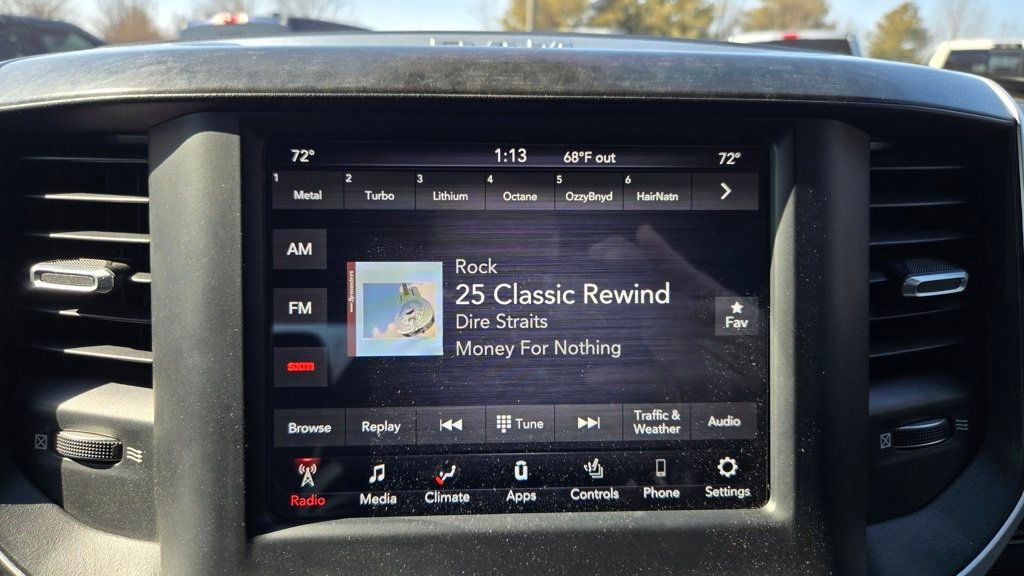 72° 1:13 68°F out 72°
1 Metal 2 Turbo 3 Lithium 4 Octane 5 OzzyBnyd 6 HairNatn
AM
FM
sxm
Rock
25 Classic Rewind
Dire Straits
Money For Nothing
Fav
Browse Replay Tune Traffic & Weather Audio
Radio Media Climate Apps Controls Phone Settings